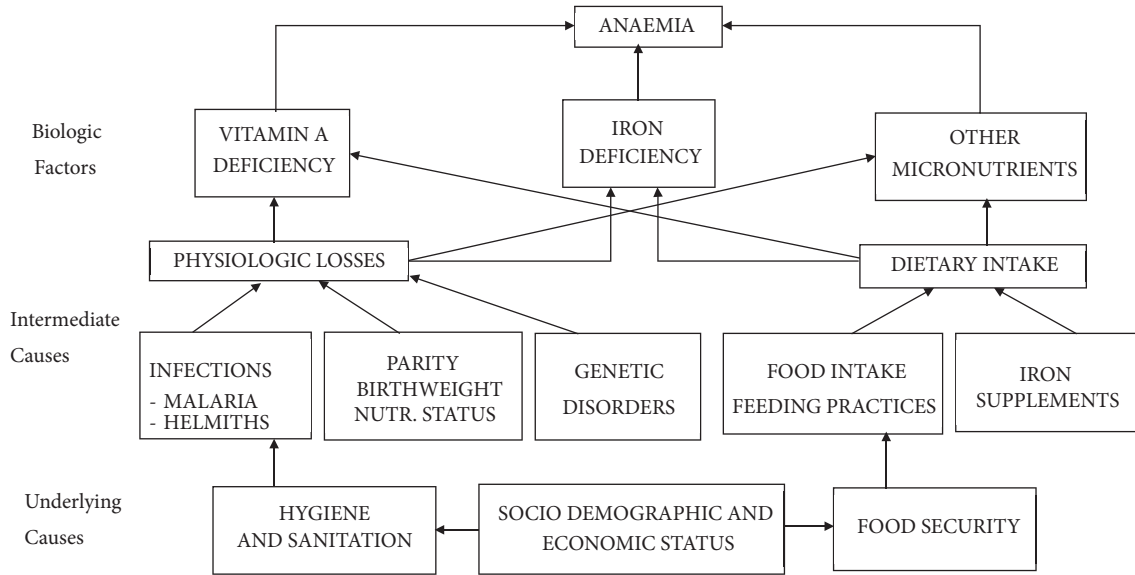 ANAEMIA
Biologic
Factors
VITAMIN A
DEFICIENCY
IRON
DEFICIENCY
OTHER
MICRONUTRIENTS
PHYSIOLOGIC LOSSES
DIETARY INTAKE
Intermediate
Causes
INFECTIONS
- MALARIA
- HELMITHS
PARITY
BIRTHWEIGHT
NUTR. STATUS
GENETIC
DISORDERS
FOOD INTAKE
FEEDING PRACTICES
IRON
SUPPLEMENTS
Underlying
Causes
HYGIENE
AND SANITATION
SOCIO DEMOGRAPHIC AND
ECONOMIC STATUS
FOOD SECURITY